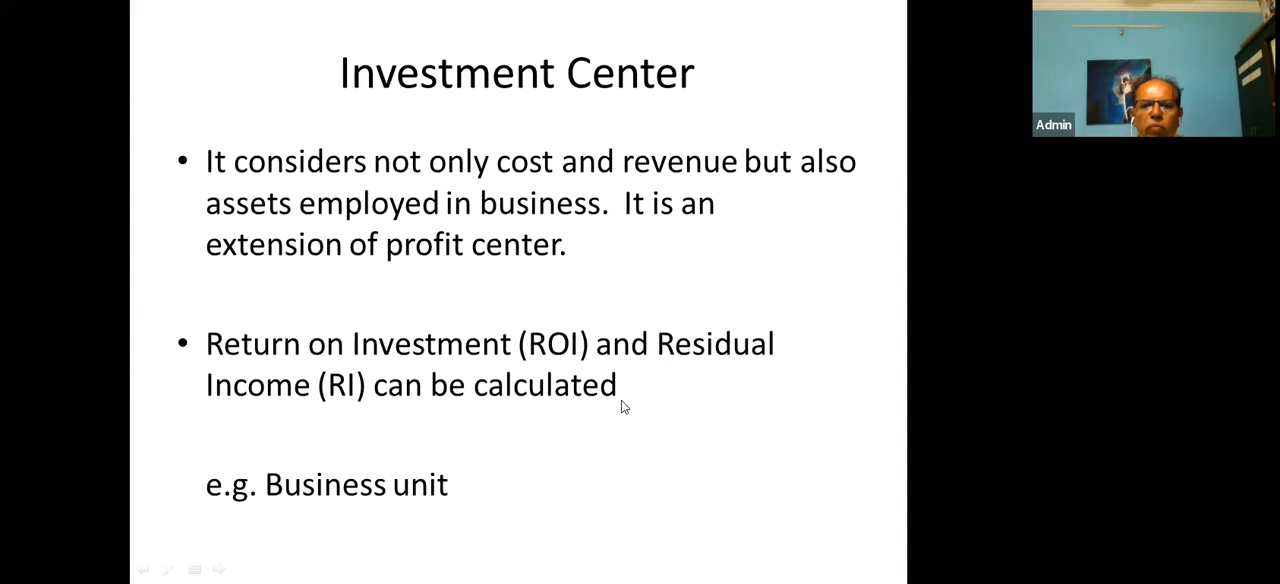 Investment Center
• It considers not only cost and revenue but also
assets employed in business.  It is an
extension of profit center.
• Return on Investment (ROI) and Residual
Income (RI) can be calculated
e.g. Business unit
Admin